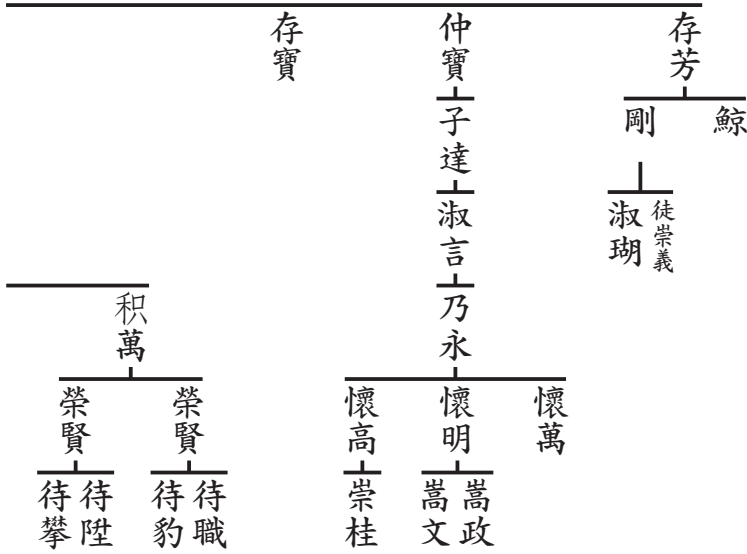 存芳
仲寶
存寶
鯨
剛
子達
徒崇義
淑瑚
淑言
乃永
积萬
懷萬
懷明
懷高
榮賢
榮賢
嵩政
嵩文
崇桂
待職
待豹
待陞
待攀